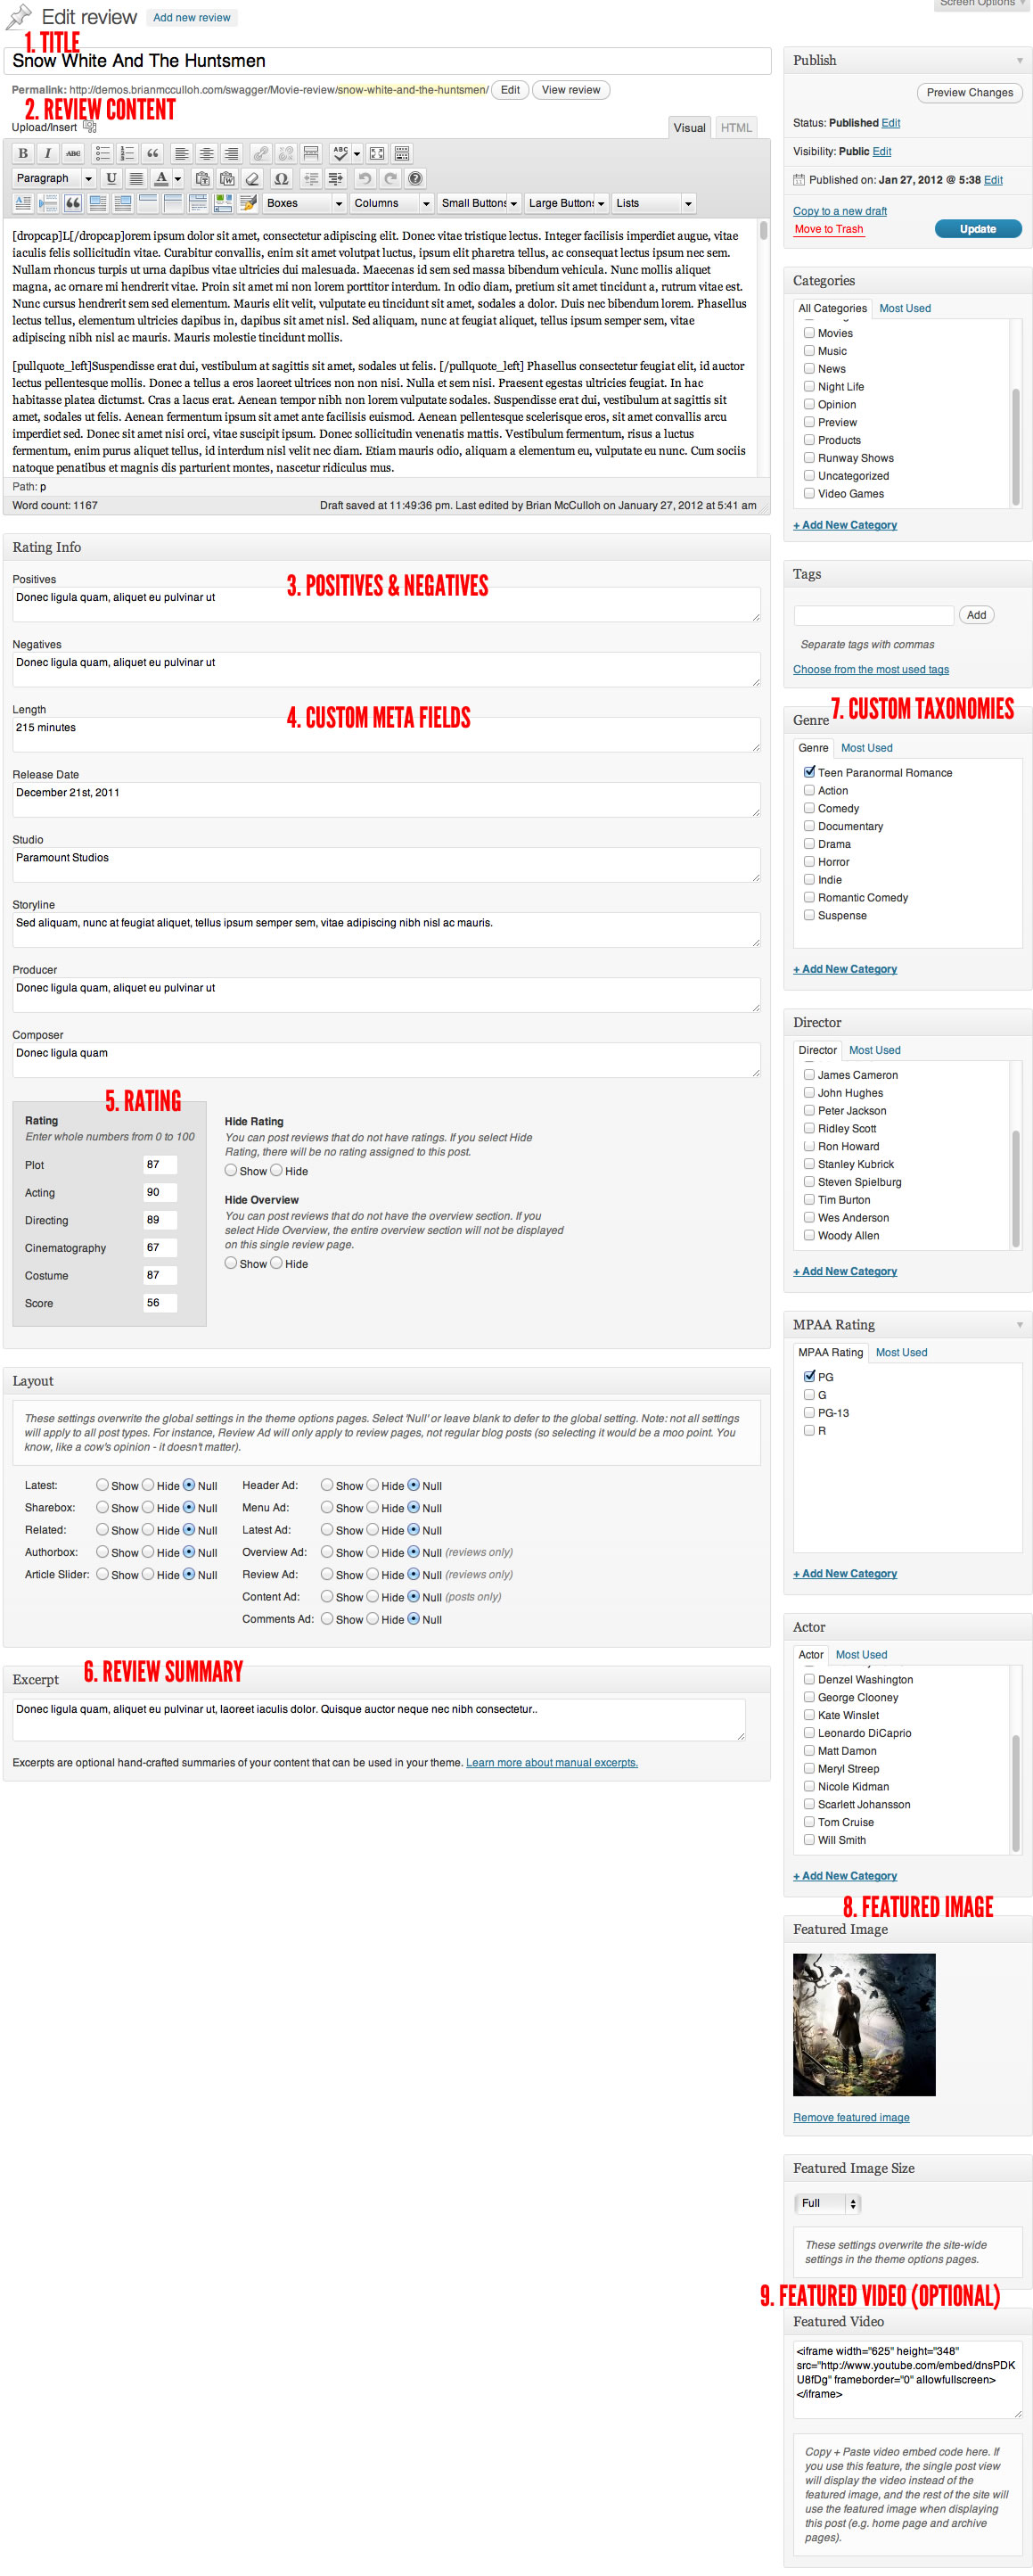 Screen Options
Edit review
Add new review
1. TITLE
Snow White And The Huntsmen
Permalink: http://demos.brianmcculloh.com/swagger/Movie-review/snow-white-and-the-huntsmen/ Edit View review
2. REVIEW CONTENT
Upload/Insert
Visual HTML
B I ABC ABC
Paragraph U A
Boxes Columns Small Buttons Large Buttons Lists
[dropcap]L[/dropcap]orem ipsum dolor sit amet, consectetur adipiscing elit. Donec vitae tristique lectus. Integer facilisis imperdiet augue, vitae
iaculis felis sollicitudin vitae. Curabitur convallis, enim sit amet volutpat luctus, ipsum elit pharetra tellus, ac consequat lectus ipsum nec sem.
Nullam rhoncus turpis ut urna dapibus vitae ultricies dui malesuada. Maecenas id sem sed massa bibendum vehicula. Nunc mollis aliquet
magna, ac ornare mi hendrerit vitae. Proin sit amet mi non lorem porttitor interdum. In odio diam, pretium sit amet tincidunt a, rutrum vitae est.
Nunc cursus hendrerit sem sed elementum. Mauris elit velit, vulputate eu tincidunt sit amet, sodales a dolor. Duis nec bibendum lorem. Phasellus
lectus tellus, elementum ultricies dapibus in, dapibus sit amet nisl. Sed aliquam, nunc at feugiat aliquet, tellus ipsum semper sem, vitae
adipiscing nibh nisl ac mauris. Mauris molestie tincidunt mollis.
[pullquote_left]Suspendisse erat dui, vestibulum at sagittis sit amet, sodales ut felis. [/pullquote_left] Phasellus consectetur feugiat elit, id auctor
lectus pellentesque mollis. Donec a tellus a eros laoreet ultrices non non nisi. Nulla et sem nisi. Praesent egestas ultricies feugiat. In hac
habitasse platea dictumst. Cras a lacus erat. Aenean tempor nibh non lorem vulputate sodales. Suspendisse erat dui, vestibulum at sagittis sit
amet, sodales ut felis. Aenean fermentum ipsum sit amet ante facilisis euismod. Aenean pellentesque scelerisque eros, sit amet convallis arcu
imperdiet sed. Donec sit amet nisi orci, vitae suscipit ipsum. Donec sollicitudin venenatis mattis. Vestibulum fermentum, risus a luctus
fermentum, enim purus aliquet tellus, id interdum nisl velit nec diam. Etiam mauris odio, aliquam a elementum eu, vulputate eu nunc. Cum sociis
natoque penatibus et magnis dis parturient montes, nascetur ridiculus mus.
Path: p
Word count: 1167 Draft saved at 11:49:36 pm. Last edited by Brian McCulloh on January 27, 2012 at 5:41 am
Rating Info
3. POSITIVES & NEGATIVES
Positives
Donec ligula quam, aliquet eu pulvinar ut
Negatives
Donec ligula quam, aliquet eu pulvinar ut
4. CUSTOM META FIELDS
Length
215 minutes
Release Date
December 21st, 2011
Studio
Paramount Studios
Storyline
Sed aliquam, nunc at feugiat aliquet, tellus ipsum semper sem, vitae adipiscing nibh nisl ac mauris.
Producer
Donec ligula quam, aliquet eu pulvinar ut
Composer
Donec ligula quam
5. RATING
Rating
Enter whole numbers from 0 to 100
Plot 87
Acting 90
Directing 89
Cinematography 67
Costume 87
Score 56
Hide Rating
You can post reviews that do not have ratings. If you select Hide
Rating, there will be no rating assigned to this post.
Show Hide
Hide Overview
You can post reviews that do not have the overview section. If you
select Hide Overview, the entire overview section will not be displayed
on this single review page.
Show Hide
Layout
These settings overwrite the global settings in the theme options pages. Select 'Null' or leave blank to defer to the global setting. Note: not all settings
will apply to all post types. For instance, Review Ad will only apply to review pages, not regular blog posts (so selecting it would be a moo point. You
know, like a cow's opinion - it doesn't matter).
Latest: Show Hide Null Header Ad: Show Hide Null
Sharebox: Show Hide Null Menu Ad: Show Hide Null
Related: Show Hide Null Latest Ad: Show Hide Null
Authorbox: Show Hide Null Overview Ad: Show Hide Null (reviews only)
Article Slider: Show Hide Null Review Ad: Show Hide Null (reviews only)
Content Ad: Show Hide Null (posts only)
Comments Ad: Show Hide Null
6. REVIEW SUMMARY
Excerpt
Donec ligula quam, aliquet eu pulvinar ut, laoreet iaculis dolor. Quisque auctor neque nec nibh consectetur..
Excerpts are optional hand-crafted summaries of your content that can be used in your theme. Learn more about manual excerpts.
Publish
Preview Changes
Status: Published Edit
Visibility: Public Edit
Published on: Jan 27, 2012 @ 5:38 Edit
Copy to a new draft
Move to Trash Update
Categories
All Categories Most Used
Movies
Music
News
Night Life
Opinion
Preview
Products
Runway Shows
Uncategorized
Video Games
+ Add New Category
Tags
Add
Separate tags with commas
Choose from the most used tags
7. CUSTOM TAXONOMIES
Genre
Genre Most Used
Teen Paranormal Romance
Action
Comedy
Documentary
Drama
Horror
Indie
Romantic Comedy
Suspense
+ Add New Category
Director
Director Most Used
James Cameron
John Hughes
Peter Jackson
Ridley Scott
Ron Howard
Stanley Kubrick
Steven Spielburg
Tim Burton
Wes Anderson
Woody Allen
+ Add New Category
MPAA Rating
MPAA Rating Most Used
PG
G
PG-13
R
+ Add New Category
Actor
Actor Most Used
Denzel Washington
George Clooney
Kate Winslet
Leonardo DiCaprio
Matt Damon
Meryl Streep
Nicole Kidman
Scarlett Johansson
Tom Cruise
Will Smith
+ Add New Category
8. FEATURED IMAGE
Featured Image
Remove featured image
Featured Image Size
Full
These settings overwrite the site-wide
settings in the theme options pages.
9. FEATURED VIDEO (OPTIONAL)
Featured Video
<iframe width="625" height="348"
src="http://www.youtube.com/embed/dnsPDK
U8fDg" frameborder="0" allowfullscreen>
</iframe>
Copy + Paste video embed code here. If
you use this feature, the single post view
will display the video instead of the
featured image, and the rest of the site will
use the featured image when displaying
this post (e.g. home page and archive
pages).